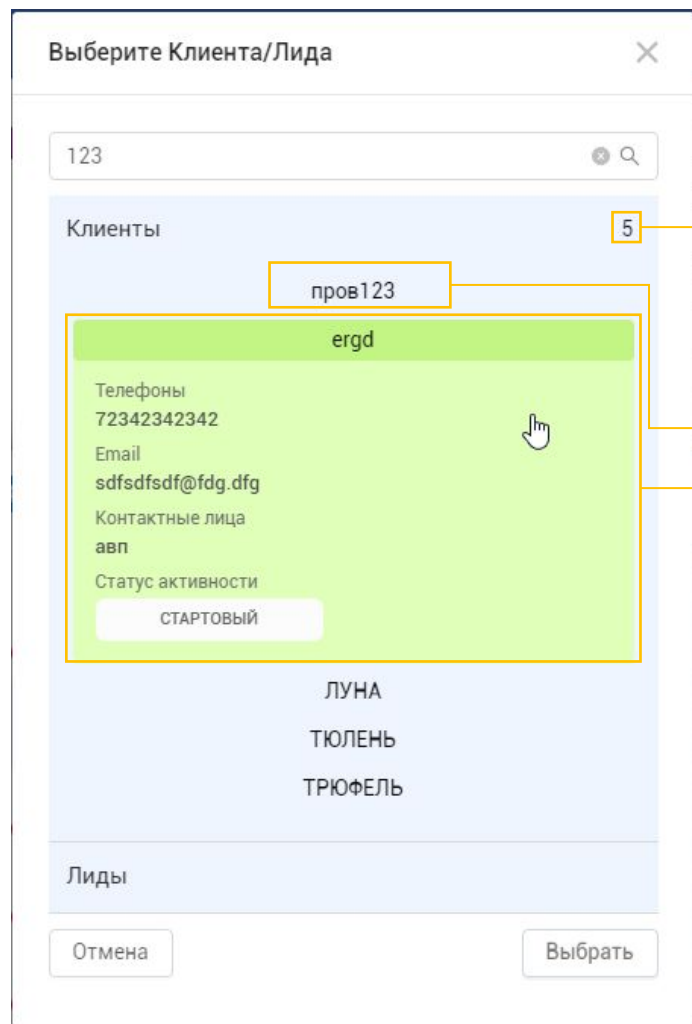 Выберите Клиента/Лида
123
Клиенты 5
пров123
ergd
Телефоны
72342342342
Email
sdfsdfsdf@fdg.dfg
Контактные лица
авп
Статус активности
СТАРТОВЫЙ
ЛУНА
ТЮЛЕНЬ
ТРЮФЕЛЬ
Лиды
Отмена Выбрать